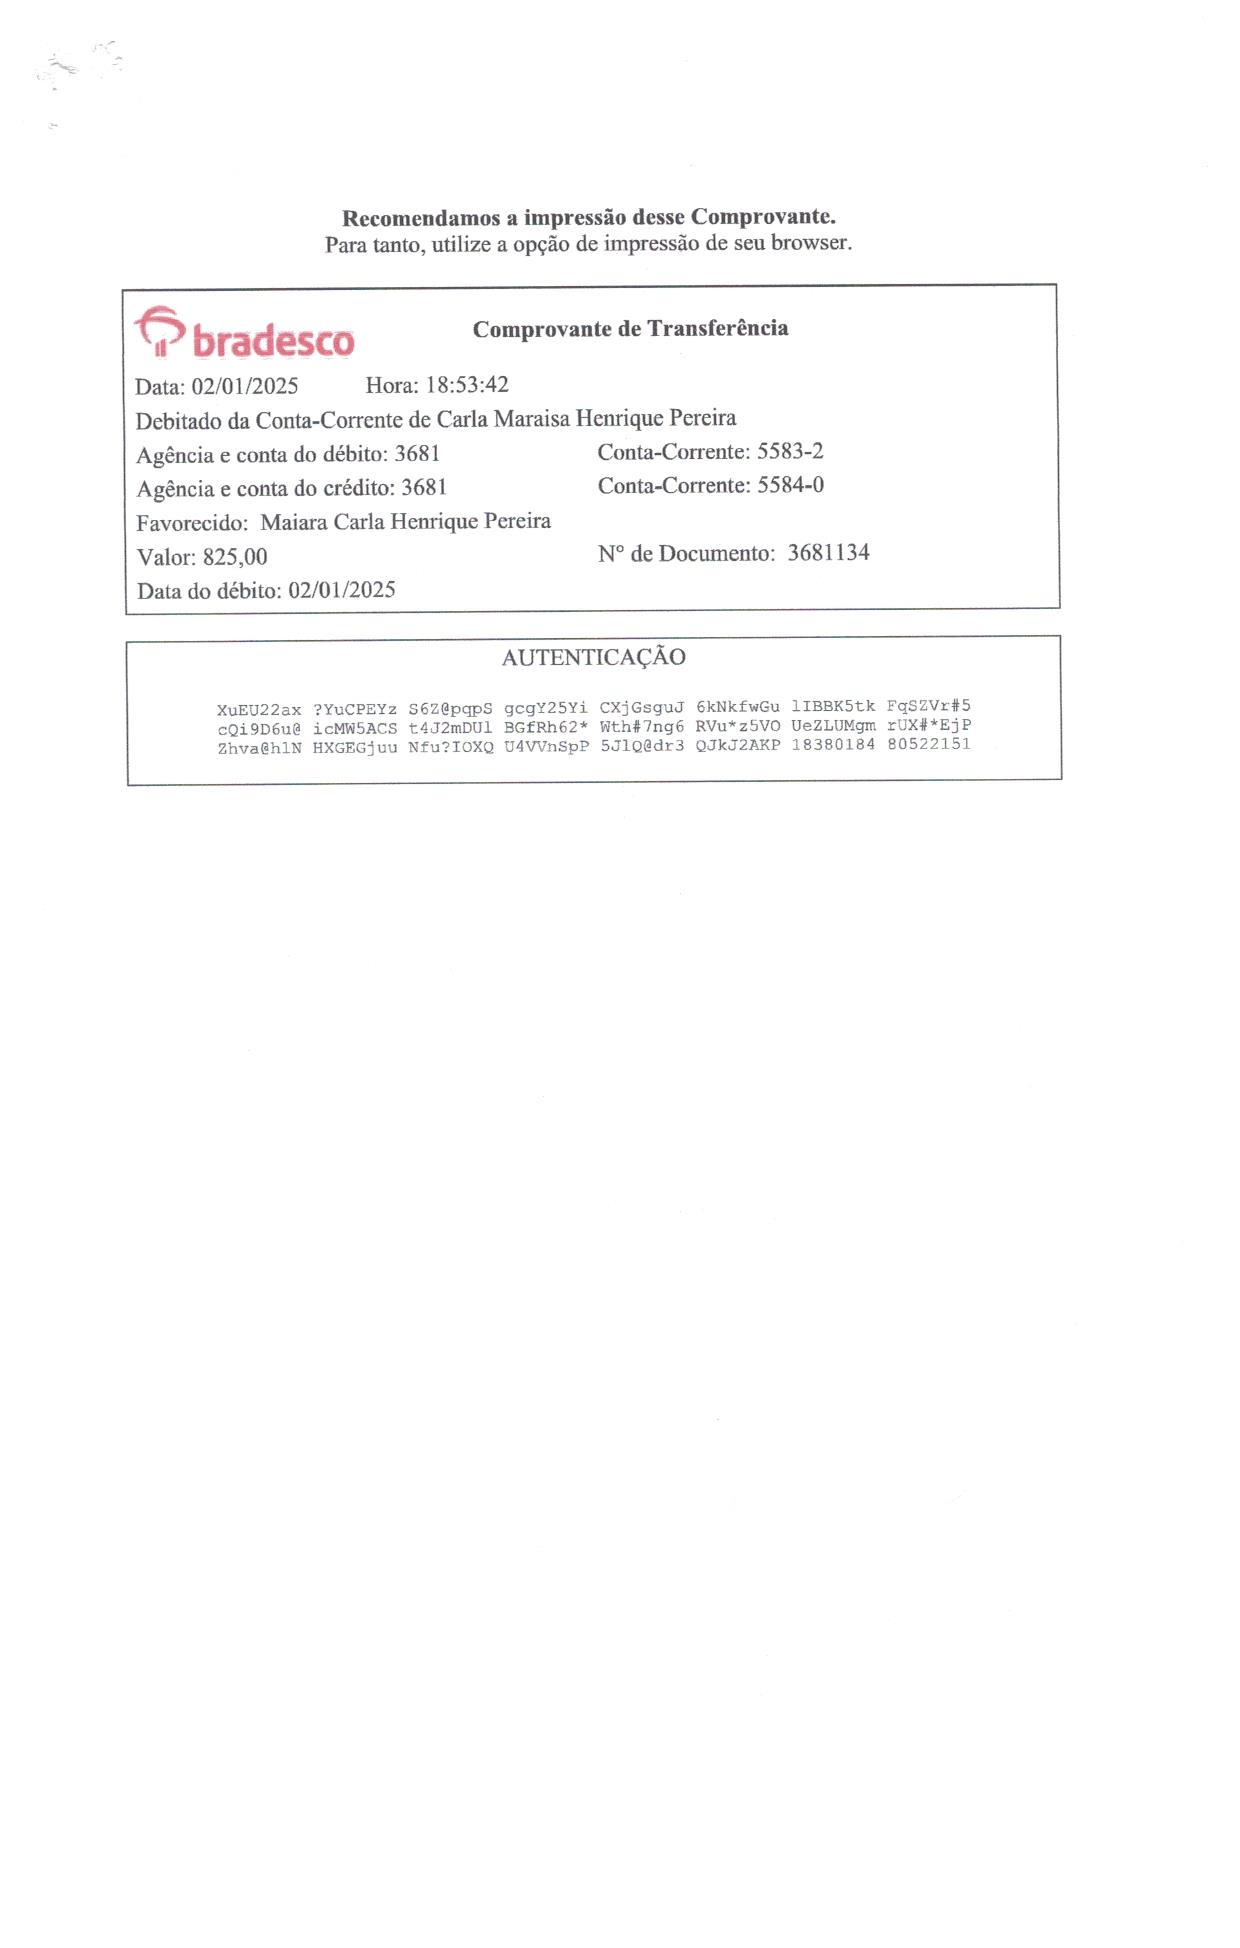 Recomendamos a impressão desse Comprovante.
Para tanto, utilize a opção de impressão de seu browser.
bradesco Comprovante de Transferência
Data: 02/01/2025 Hora: 18:53:42
Debitado da Conta-Corrente de Carla Maraisa Henrique Pereira
Agência e conta do débito: 3681 Conta-Corrente: 5583-2
Agência e conta do crédito: 3681 Conta-Corrente: 5584-0
Favorecido: Maiara Carla Henrique Pereira
Valor: 825,00 Nº de Documento: 3681134
Data do débito: 02/01/2025
AUTENTICAÇÃO
XuEU22ax ?YuCPEYz S6Z@pqpS gcgY25Yi CXjGsguJ 6kNkfwGu lIBBK5tk FqSZVr#5
cQi9D6u@ icMW5ACS t4J2mDUl BGfRh62* Wth#7ng6 RVu*z5VO UeZLUMgm rUX#*EjP
Zhva@hlN HXGEGjuu Nfu?IOXQ U4VVnSpP 5JlQ@dr3 QJkJ2AKP 18380184 80522151